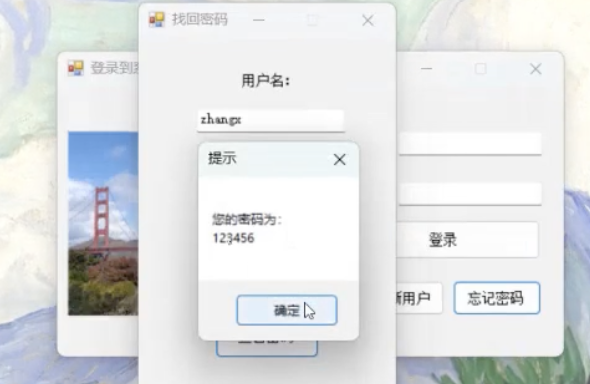 找回密码
登录到
用户名：
zhangx
提示
您的密码为：
123456
确定
登录
新用户
忘记密码